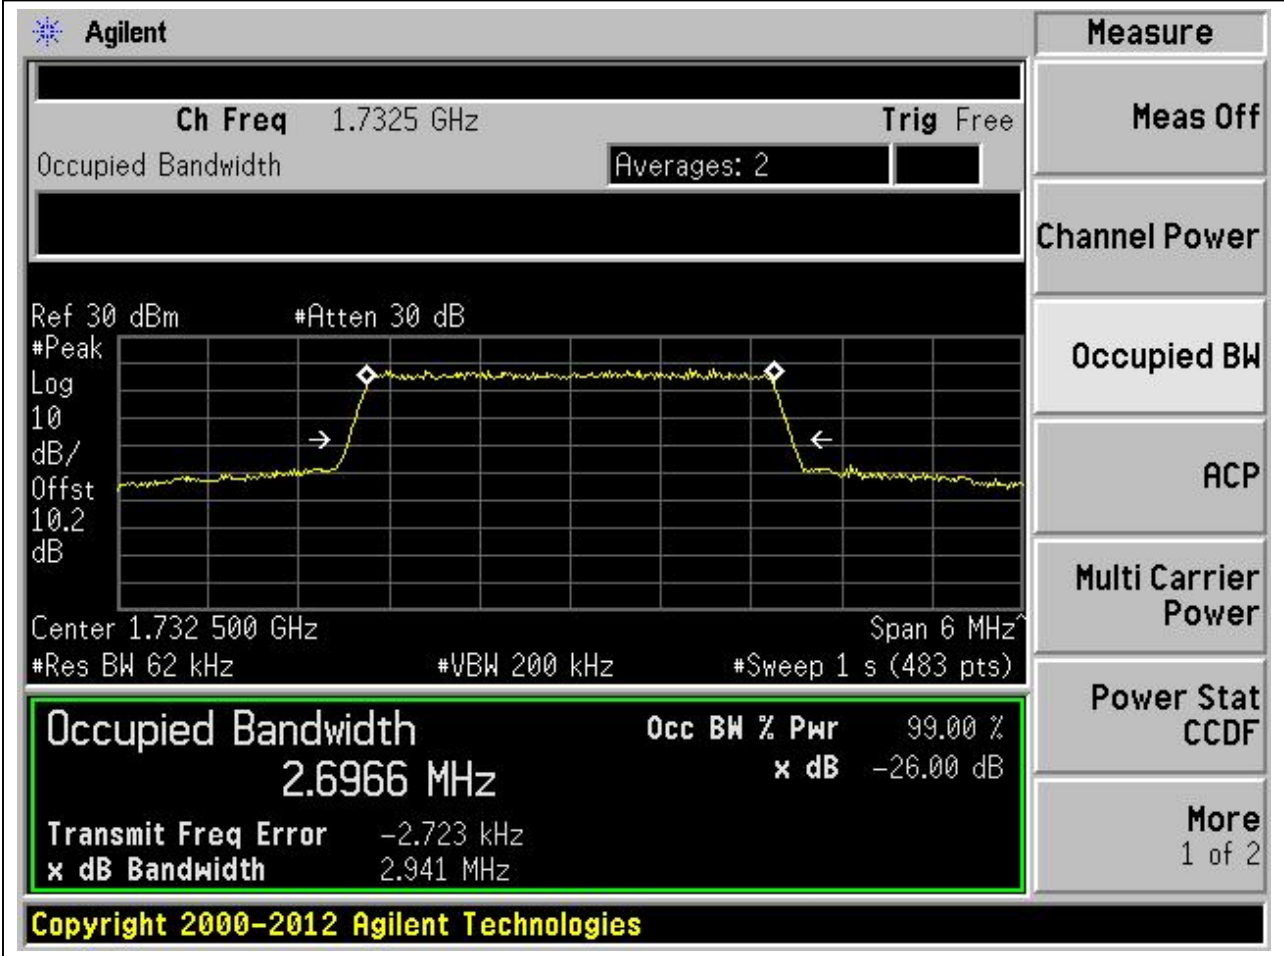 Agilent
Measure
Ch Freq 1.7325 GHz Trig Free
Occupied Bandwidth Averages: 2
Meas Off
Channel Power
Occupied BW
ACP
Multi Carrier
Power
Power Stat
CCDF
More
1 of 2
Ref 30 dBm #Atten 30 dB
#Peak
Log
10
dB/
Offst
10.2
dB
Center 1.732 500 GHz Span 6 MHz^
#Res BW 62 kHz #VBW 200 kHz #Sweep 1 s (483 pts)
Occupied Bandwidth Occ BW % Pwr 99.00 %
2.6966 MHz x dB -26.00 dB
Transmit Freq Error -2.723 kHz
x dB Bandwidth 2.941 MHz
Copyright 2000-2012 Agilent Technologies